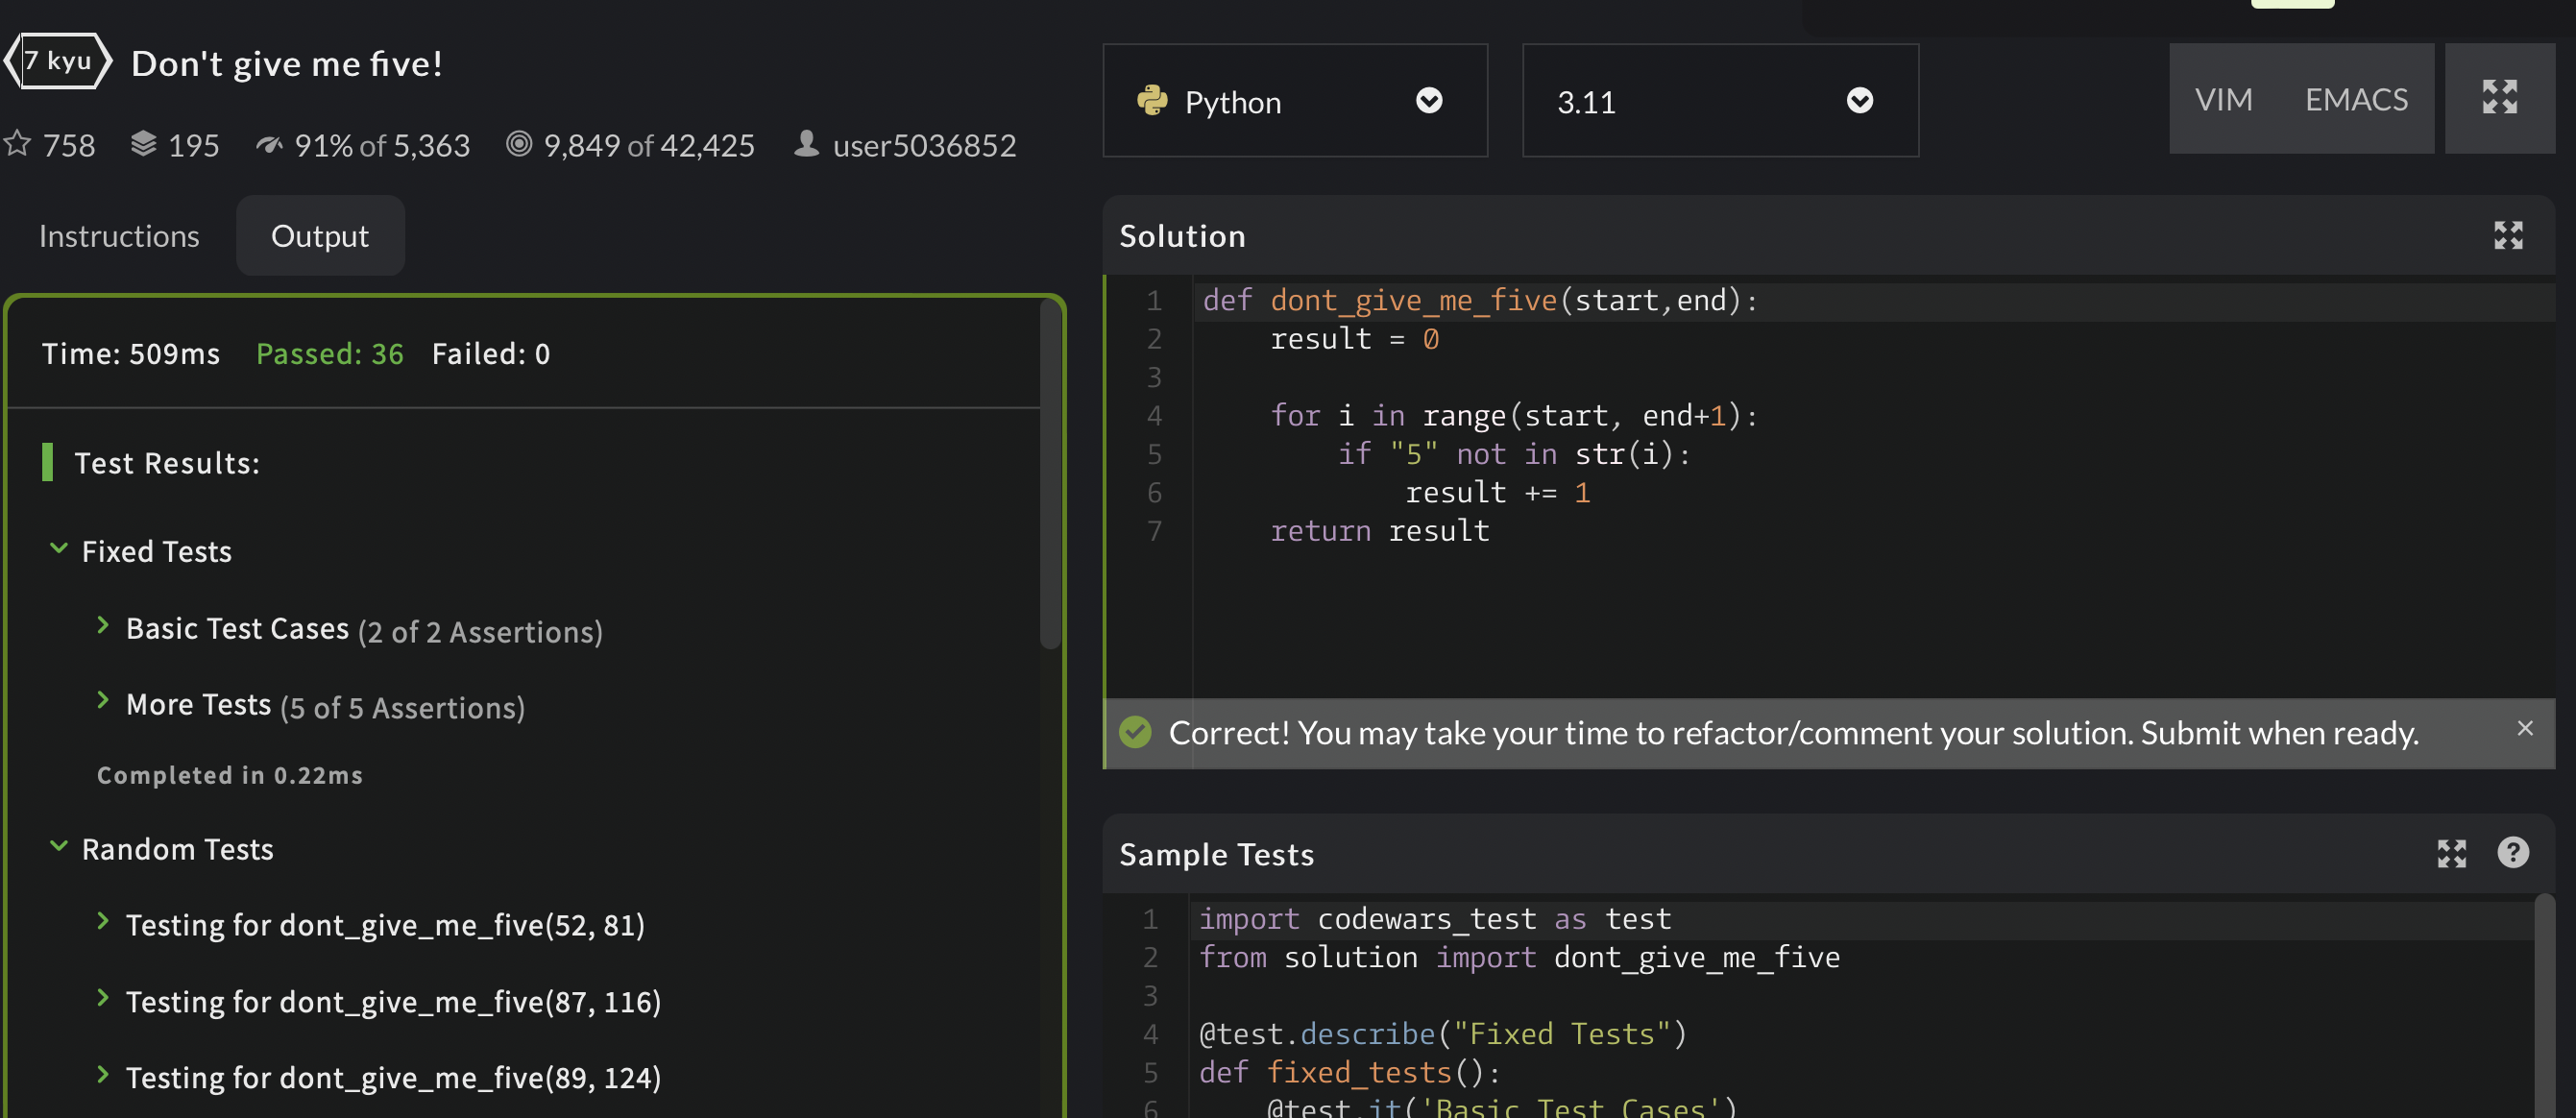 7 kyu Don't give me five!
758 195 91% of 5,363 9,849 of 42,425 user5036852
Instructions Output
Time: 509ms Passed: 36 Failed: 0
Test Results:
Fixed Tests
Basic Test Cases (2 of 2 Assertions)
More Tests (5 of 5 Assertions)
Completed in 0.22ms
Random Tests
Testing for dont_give_me_five(52, 81)
Testing for dont_give_me_five(87, 116)
Testing for dont_give_me_five(89, 124)
Python 3.11 VIM EMACS
Solution
1 def dont_give_me_five(start,end):
2     result = 0
3
4     for i in range(start, end+1):
5         if "5" not in str(i):
6             result += 1
7     return result
Correct! You may take your time to refactor/comment your solution. Submit when ready. ×
Sample Tests ?
1 import codewars_test as test
2 from solution import dont_give_me_five
3
4 @test.describe("Fixed Tests")
5 def fixed_tests():
6     @test.it('Basic Test Cases')